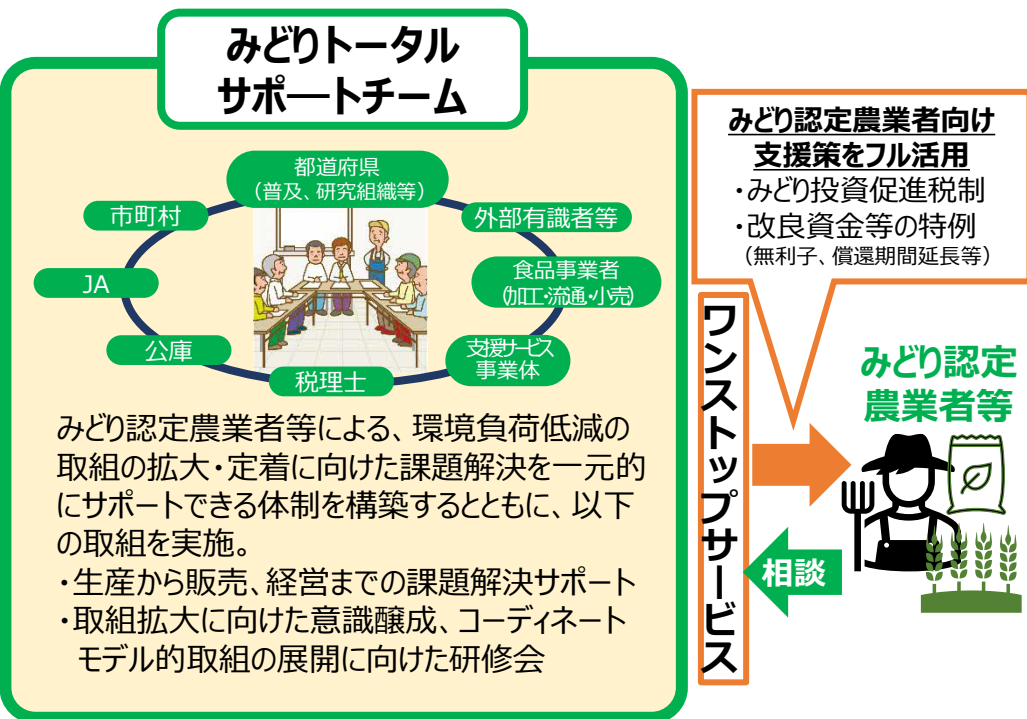 みどりトータル
サポートチーム
都道府県
（普及、研究組織等）
市町村
外部有識者等
JA
食品事業者
（加工・流通・小売）
公庫
支援サービス
事業体
税理士
みどり認定農業者等による、環境負荷低減の
取組の拡大・定着に向けた課題解決を一元的
にサポートできる体制を構築するとともに、以下
の取組を実施。
・生産から販売、経営までの課題解決サポート
・取組拡大に向けた意識醸成、コーディネート
モデル的取組の展開に向けた研修会
みどり認定農業者向け
支援策をフル活用
・みどり投資促進税制
・改良資金等の特例
（無利子、償還期間延長等）
ワンストップサービス
みどり認定
農業者等
相談